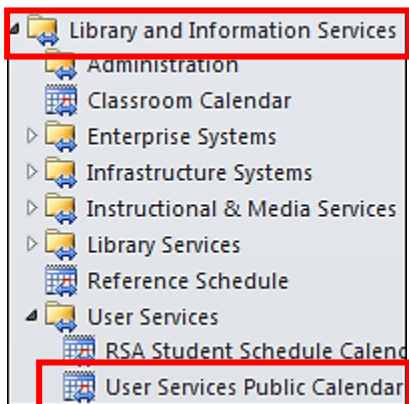 Library and Information Services
Administration
Classroom Calendar
Enterprise Systems
Infrastructure Systems
Instructional & Media Services
Library Services
Reference Schedule
User Services
RSA Student Schedule Calend
User Services Public Calendar